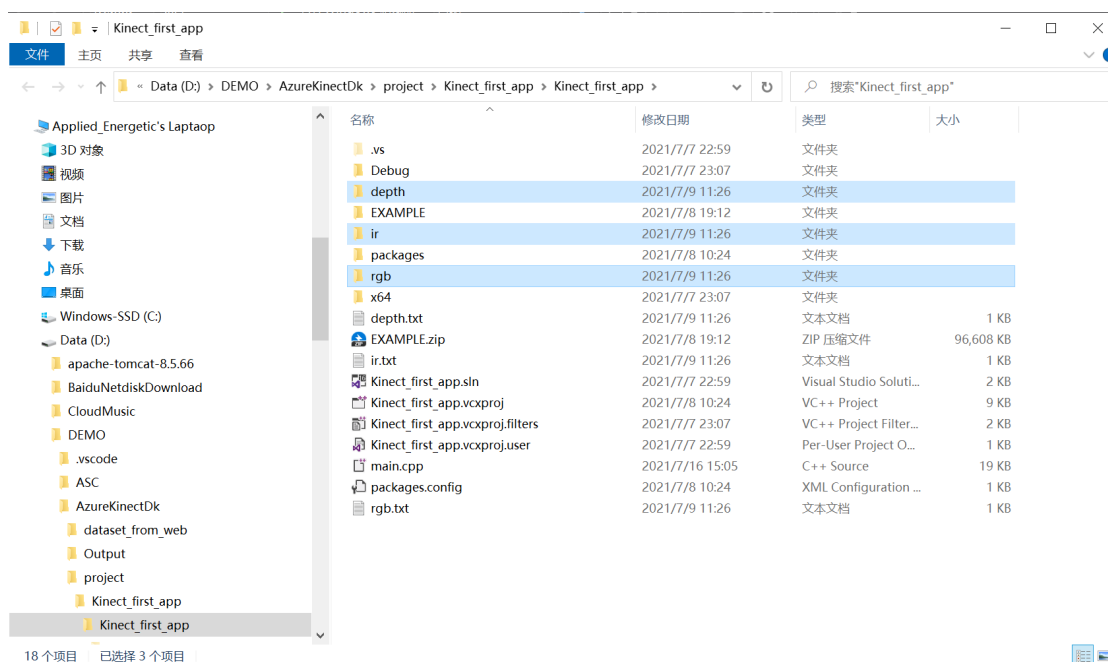 Kinect_first_app
文件 主页 共享 查看
« Data (D:) › DEMO › AzureKinectDk › project › Kinect_first_app › Kinect_first_app › 搜索"Kinect_first_app"
Applied_Energetic's Laptaop
3D 对象
视频
图片
文档
下载
音乐
桌面
Windows-SSD (C:)
Data (D:)
apache-tomcat-8.5.66
BaiduNetdiskDownload
CloudMusic
DEMO
.vscode
ASC
AzureKinectDk
dataset_from_web
Output
project
Kinect_first_app
Kinect_first_app
名称 修改日期 类型 大小
.vs 2021/7/7 22:59 文件夹
Debug 2021/7/7 23:07 文件夹
depth 2021/7/9 11:26 文件夹
EXAMPLE 2021/7/8 19:12 文件夹
ir 2021/7/9 11:26 文件夹
packages 2021/7/8 10:24 文件夹
rgb 2021/7/9 11:26 文件夹
x64 2021/7/7 23:07 文件夹
depth.txt 2021/7/9 11:26 文本文档 1 KB
EXAMPLE.zip 2021/7/8 19:12 ZIP 压缩文件 96,608 KB
ir.txt 2021/7/9 11:26 文本文档 1 KB
Kinect_first_app.sln 2021/7/7 22:59 Visual Studio Soluti... 2 KB
Kinect_first_app.vcxproj 2021/7/8 10:24 VC++ Project 9 KB
Kinect_first_app.vcxproj.filters 2021/7/7 23:07 VC++ Project Filter... 2 KB
Kinect_first_app.vcxproj.user 2021/7/7 22:59 Per-User Project O... 1 KB
main.cpp 2021/7/16 15:05 C++ Source 19 KB
packages.config 2021/7/8 10:24 XML Configuration ... 1 KB
rgb.txt 2021/7/9 11:26 文本文档 1 KB
18 个项目 已选择 3 个项目